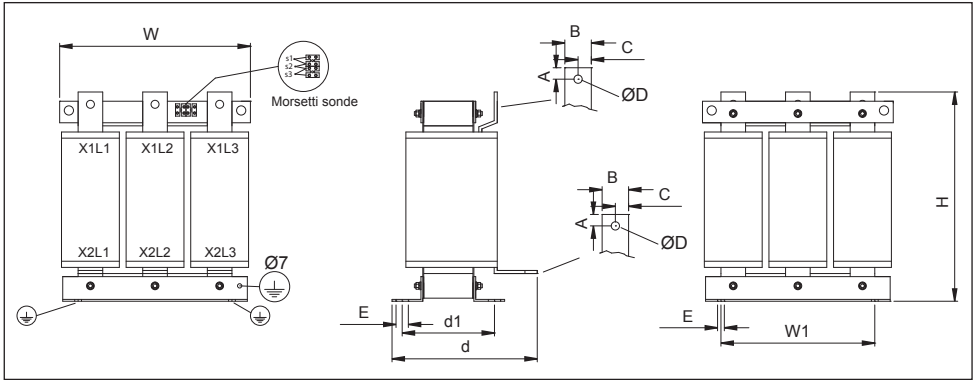 W
s1
s2
s3
Morsetti sonde
X1L1 X1L2 X1L3
X2L1 X2L2 X2L3
Ø7
B
C
A
ØD
B
C
A
ØD
E
d1
d
H
E
W1